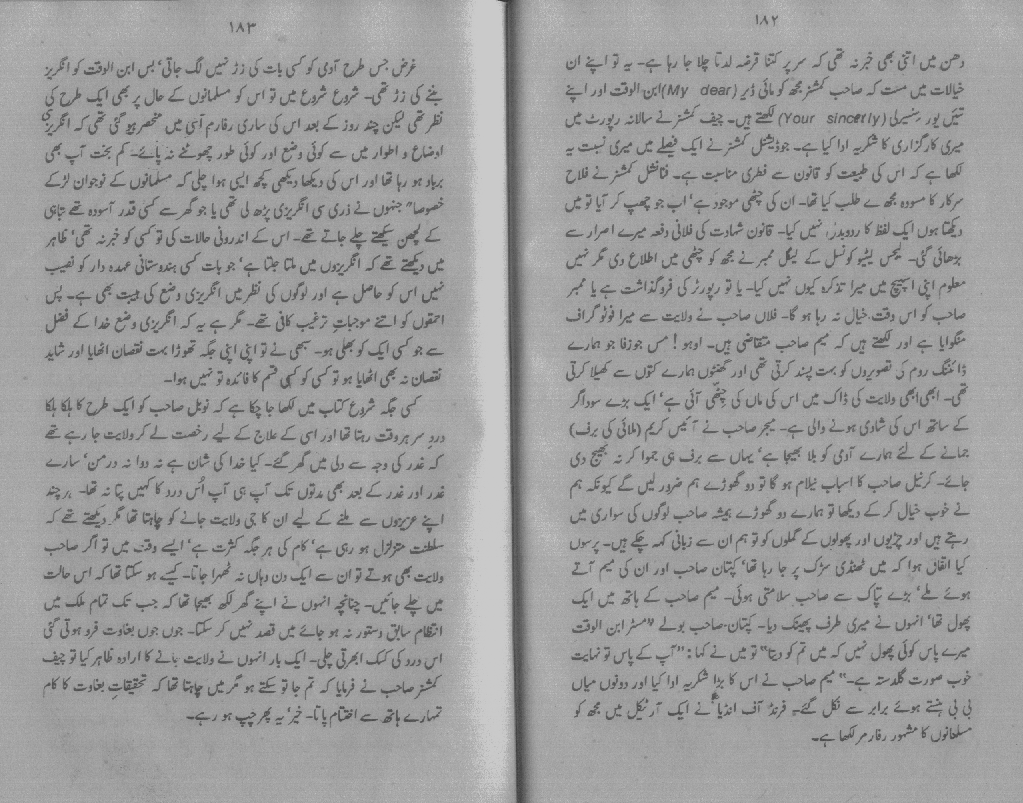 ۱۸۲
دھن میں اتنی بھی خبر نہ تھی کہ سر پر کتنا قرضہ لدتا چلا جا رہا ہے۔ یہ تو اپنے ان
خیالات میں مست کہ صاحب کمشنر مجھ کو مائی ڈیر (My dear) ابن الوقت اور اپنے
تئیں یور سنسیرلی (Your sincerly) لکھتے ہیں۔ چیف کمشنر نے سالانہ رپورٹ میں
میری کارگزاری کا شکریہ ادا کیا ہے۔ جوڈیشنل کمشنر نے ایک فیصلے میں میری نسبت یہ
لکھا ہے کہ اس کی طبیعت کو قانون سے فطری مناسبت ہے۔ فنانشل کمشنر نے فلاح
سرکار کا مسودہ مجھ سے طلب کیا تھا۔ ان کی چٹھی موجود ہے‘ اب جو چھپ کر آیا تو میں
دیکھتا ہوں ایک لفظ کا ردوبدل نہیں کیا۔ قانون شہادت کی فلانی دفعہ میرے اصرار سے
بڑھائی گئی۔ لیجس لیٹیو کونسل کے لیگل ممبر نے مجھ کو چٹھی میں اطلاع دی مگر نہیں
معلوم اپنی اسپیچ میں میرا تذکرہ کیوں نہیں کیا۔ یا تو رپورٹر کی فروگذاشت ہے یا ممبر
صاحب کو اس وقت خیال نہ رہا ہو گا۔ فلاں صاحب نے ولایت سے میرا فوٹو گراف
منگوایا ہے اور لکھتے ہیں کہ میم صاحب متقاضی ہیں۔ اوہو ! مس جوزفا جو ہمارے
ڈائننگ روم کی تصویروں کو بہت پسند کرتی تھی اور گھنٹوں ہمارے کتوں سے کھیلا کرتی
تھی۔ ابھی ابھی ولایت کی ڈاک میں اس کی ماں کی چٹھی آئی ہے‘ ایک بڑے سوداگر
کے ساتھ اس کی شادی ہونے والی ہے۔ میجر صاحب نے آئیس کریم (ملائی کی برف)
جمانے کے لئے ہمارے آدمی کو بلا بھیجا ہے‘ یہاں سے برف ہی جموا کر نہ بھیج دی
جائے۔ کرنیل صاحب کا اسباب نیلام ہو گا تو دو گھوڑے ہم ضرور لیں گے کیونکہ ہم
نے خوب خیال کر کے دیکھا تو ہمارے دو گھوڑے ہمیشہ صاحب لوگوں کی سواری میں
رہتے ہیں اور چڑیوں اور پھولوں کے گملوں کو تو ہم ان سے زبانی کہہ چکے ہیں۔ پرسوں
کیا اتفاق ہوا کہ میں ٹھنڈی سڑک پر جا رہا تھا‘ کپتان صاحب اور ان کی میم آتے
ہوئے ملے‘ بڑے تپاک سے صاحب سلامتی ہوئی۔ میم صاحب کے ہاتھ میں ایک
پھول تھا‘ انہوں نے میری طرف پھینک دیا۔ کپتان صاحب بولے ”مسٹر ابن الوقت
میرے پاس کوئی پھول نہیں کہ میں تم کو دیتا“ تو میں نے کہا : ”آپ کے پاس تو نہایت
خوب صورت گلدستہ ہے۔“ میم صاحب نے اس کا بڑا شکریہ ادا کیا اور دونوں میاں
بی بی ہنستے ہوئے برابر سے نکل گئے۔ فرنڈ آف انڈیا نے ایک آرٹیکل میں مجھ کو
مسلمانوں کا مشہور رفارمر لکھا ہے۔
۱۸۳
غرض جس طرح آدمی کو کسی بات کی زڑ نہیں لگ جاتی‘ بس ابن الوقت کو انگریز
بننے کی زڑ تھی۔ شروع شروع میں تو اس کو مسلمانوں کے حال پر بھی ایک طرح کی
نظر تھی لیکن چند روز کے بعد اس کی ساری رفارم اسی میں منحصر ہو گئی تھی کہ انگریزی
اوضاع و اطوار میں سے کوئی وضع اور کوئی طور چھوٹنے نہ پائے۔ کم بخت آپ بھی
برباد ہو رہا تھا اور اس کی دیکھا دیکھی کچھ ایسی ہوا چلی کہ مسلمانوں کے نوجوان لڑکے
خصوصا" جنہوں نے ذری سی انگریزی پڑھ لی تھی یا جو گھر سے کسی قدر آسودہ تھے تباہی
کے لچھن سیکھتے چلے جاتے تھے۔ اس کے اندرونی حالات کی تو کسی کو خبر نہ تھی‘ ظاہر
میں دیکھتے تھے کہ انگریزوں میں ملتا جلتا ہے‘ جو بات کسی ہندوستانی عہدہ دار کو نصیب
نہیں اس کو حاصل ہے اور لوگوں کی نظر میں انگریزی وضع کی ہیبت بھی ہے۔ پس
احمقوں کو اتنے موجبات ترغیب کافی تھے۔ مگر ہے یہ کہ انگریزی وضع خدا کے فضل
سے جو کسی ایک کو بھلی ہو۔ سبھی نے تو اپنی اپنی جگہ تھوڑا بہت نقصان اٹھایا اور شاید
نقصان نہ بھی اٹھایا ہو تو کسی کو کسی قسم کا فائدہ تو نہیں ہوا۔
کسی جگہ شروع کتاب میں لکھا جا چکا ہے کہ نوبل صاحب کو ایک طرح کا ہلکا ہلکا
درد سر ہر وقت رہتا تھا اور اسی کے علاج کے لیے رخصت لے کر ولایت جا رہے تھے
کہ غدر کی وجہ سے دلی میں گھر گئے۔ کیا خدا کی شان ہے نہ دوا نہ درمن‘ سارے
غدر اور غدر کے بعد بھی مدتوں تک آپ ہی آپ اُس درد کا کہیں پتا نہ تھا۔ ہرچند
اپنے عزیزوں سے ملنے کے لیے ان کا جی ولایت جانے کو چاہتا تھا مگر دیکھتے تھے کہ
سلطنت متزلزل ہو رہی ہے‘ کام کی ہر جگہ کثرت ہے‘ ایسے وقت میں تو اگر صاحب
ولایت بھی ہوتے تو ان سے ایک دن وہاں نہ ٹھہرا جاتا۔ کیسے ہو سکتا تھا کہ اس حالت
میں چلے جائیں۔ چنانچہ انہوں نے اپنے گھر لکھ بھیجا تھا کہ جب تک تمام ملک میں
انتظام سابق دستور نہ ہو جائے میں قصد نہیں کر سکتا۔ جوں جوں بغاوت فرو ہوتی گئی
اس درد کی کسک ابھرتی چلی۔ ایک بار انہوں نے ولایت جانے کا ارادہ ظاہر کیا تو چیف
کمشنر صاحب نے فرمایا کہ تم جا تو سکتے ہو مگر میں چاہتا تھا کہ تحقیقات بغاوت کا کام
تمہارے ہاتھ سے اختتام پاتا۔ خیر‘ یہ پھر چپ ہو رہے۔